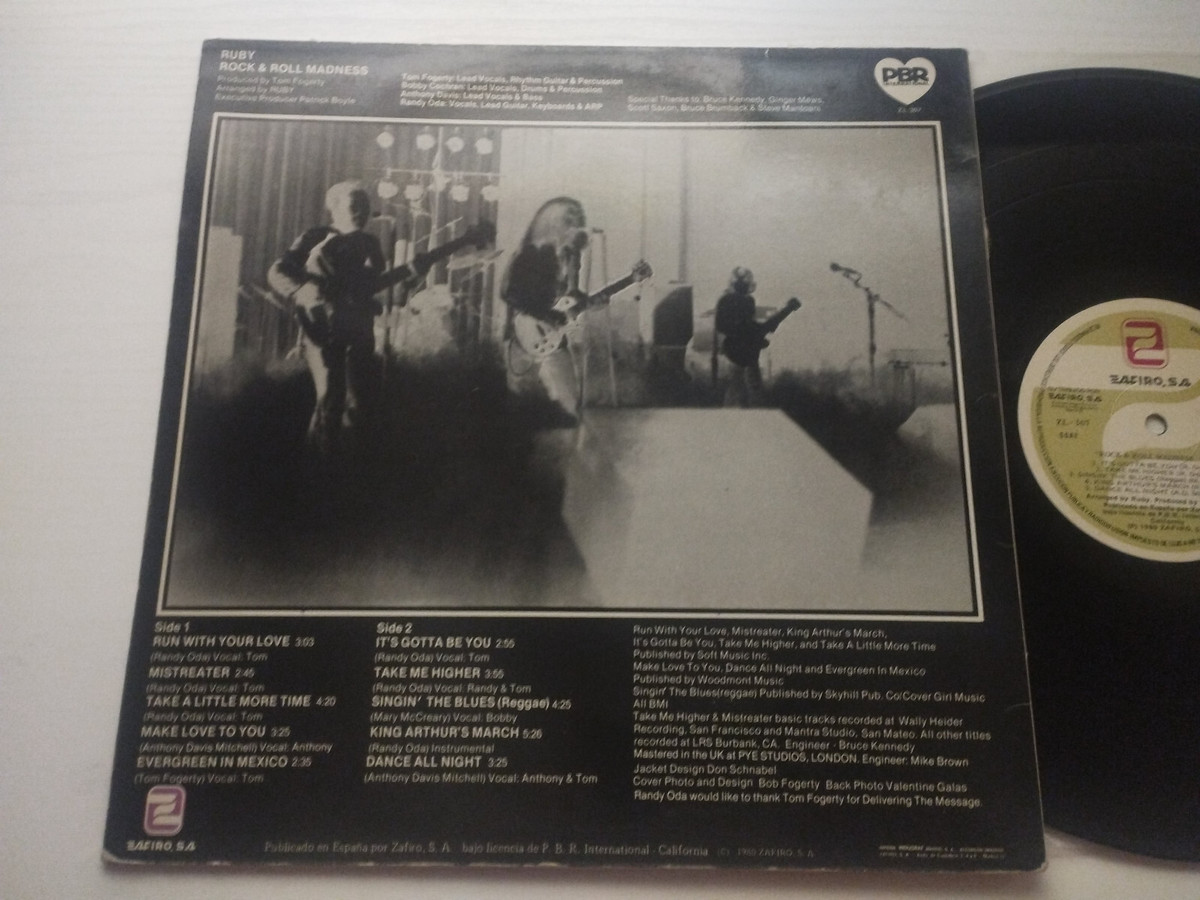 RUBY
ROCK & ROLL MADNESS
Produced by Tom Fogerty
Arranged by RUBY
Executive Producer Patrick Boyle
Tom Fogerty: Lead Vocals, Rhythm Guitar & Percussion
Bobby Cochran: Lead Vocals, Drums & Percussion
Anthony Davis: Lead Vocals & Bass
Randy Oda: Vocals, Lead Guitar, Keyboards & ARP
Special Thanks to: Bruce Kennedy, Ginger Mews,
Scott Saxon, Bruce Brumback & Steve
PBR
INTERNATIONAL
Side 1
RUN WITH YOUR LOVE 3:03
(Randy Oda) Vocal: Tom
MISTREATER 2:45
(Randy Oda) Vocal: Tom
TAKE A LITTLE MORE TIME 4:20
(Randy Oda) Vocal: Tom
MAKE LOVE TO YOU 3:25
(Anthony Davis Mitchell) Vocal: Anthony
EVERGREEN IN MEXICO 2:35
(Tom Fogerty) Vocal: Tom
Side 2
IT'S GOTTA BE YOU 2:55
(Randy Oda) Vocal: Tom
TAKE ME HIGHER 3:55
(Randy Oda) Vocal: Randy & Tom
SINGIN' THE BLUES (Reggae) 4:25
(Mary McCreary) Vocal: Bobby
KING ARTHUR'S MARCH 5:26
(Randy Oda) Instrumental
DANCE ALL NIGHT 3:25
(Anthony Davis Mitchell) Vocal: Anthony & Tom
Run With Your Love, Mistreater, King Arthur's March,
It's Gotta Be You, Take Me Higher, and Take A Little More Time
Published by Soft Music Inc.
Make Love To You, Dance All Night and Evergreen In Mexico
Published by Woodmont Music
Singin' The Blues(reggae) Published by Skyhill Pub. Co/Cover Girl Music
All BMI
Take Me Higher & Mistreater basic tracks recorded at Wally Heider
Recording, San Francisco and Mantra Studio, San Mateo. All other titles
recorded at LRS Burbank, CA. Engineer - Bruce Kennedy
Mastered in the UK at PYE STUDIOS, LONDON. Engineer: Mike Brown
Jacket Design Don Schnabel
Cover Photo and Design Bob Fogerty Back Photo Valentine Galas
Randy Oda would like to thank Tom Fogerty for Delivering The Message.
ZAFIRO, S.A.
Publicado en España por Zafiro, S. A. bajo licencia de P. B. R. International - California (C) 1980 ZAFIRO, S. A.
ZAFIRO, S.A.
ZAFIRO, S.A.